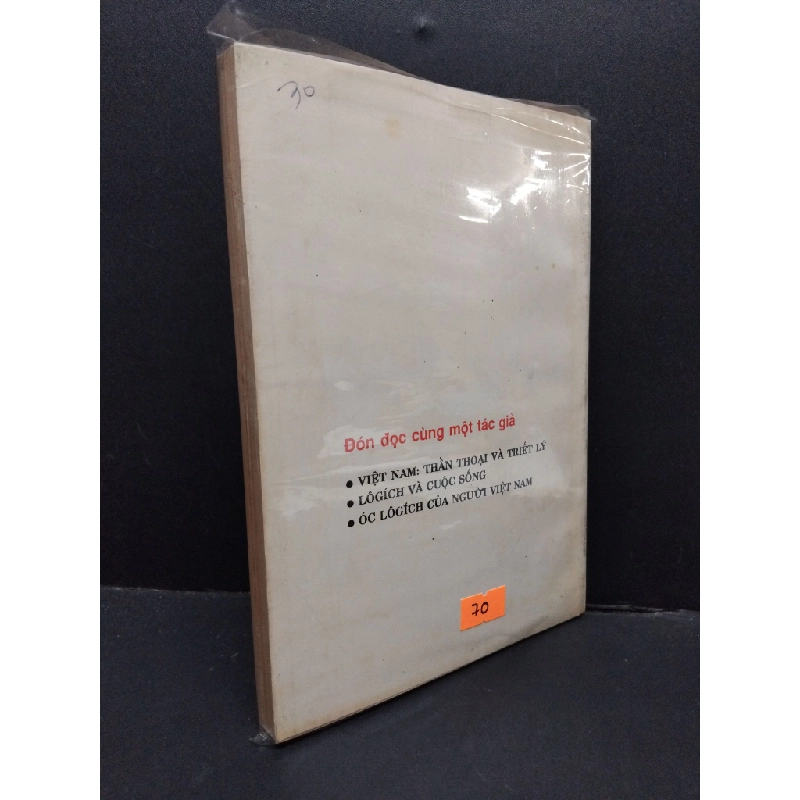 30
Đón đọc cùng một tác giả
● VIỆT NAM: THẦN THOẠI VÀ TRIẾT LÝ
● LÔGÍCH VÀ CUỘC SỐNG
● ÓC LÔGÍCH CỦA NGƯỜI VIỆT NAM
70